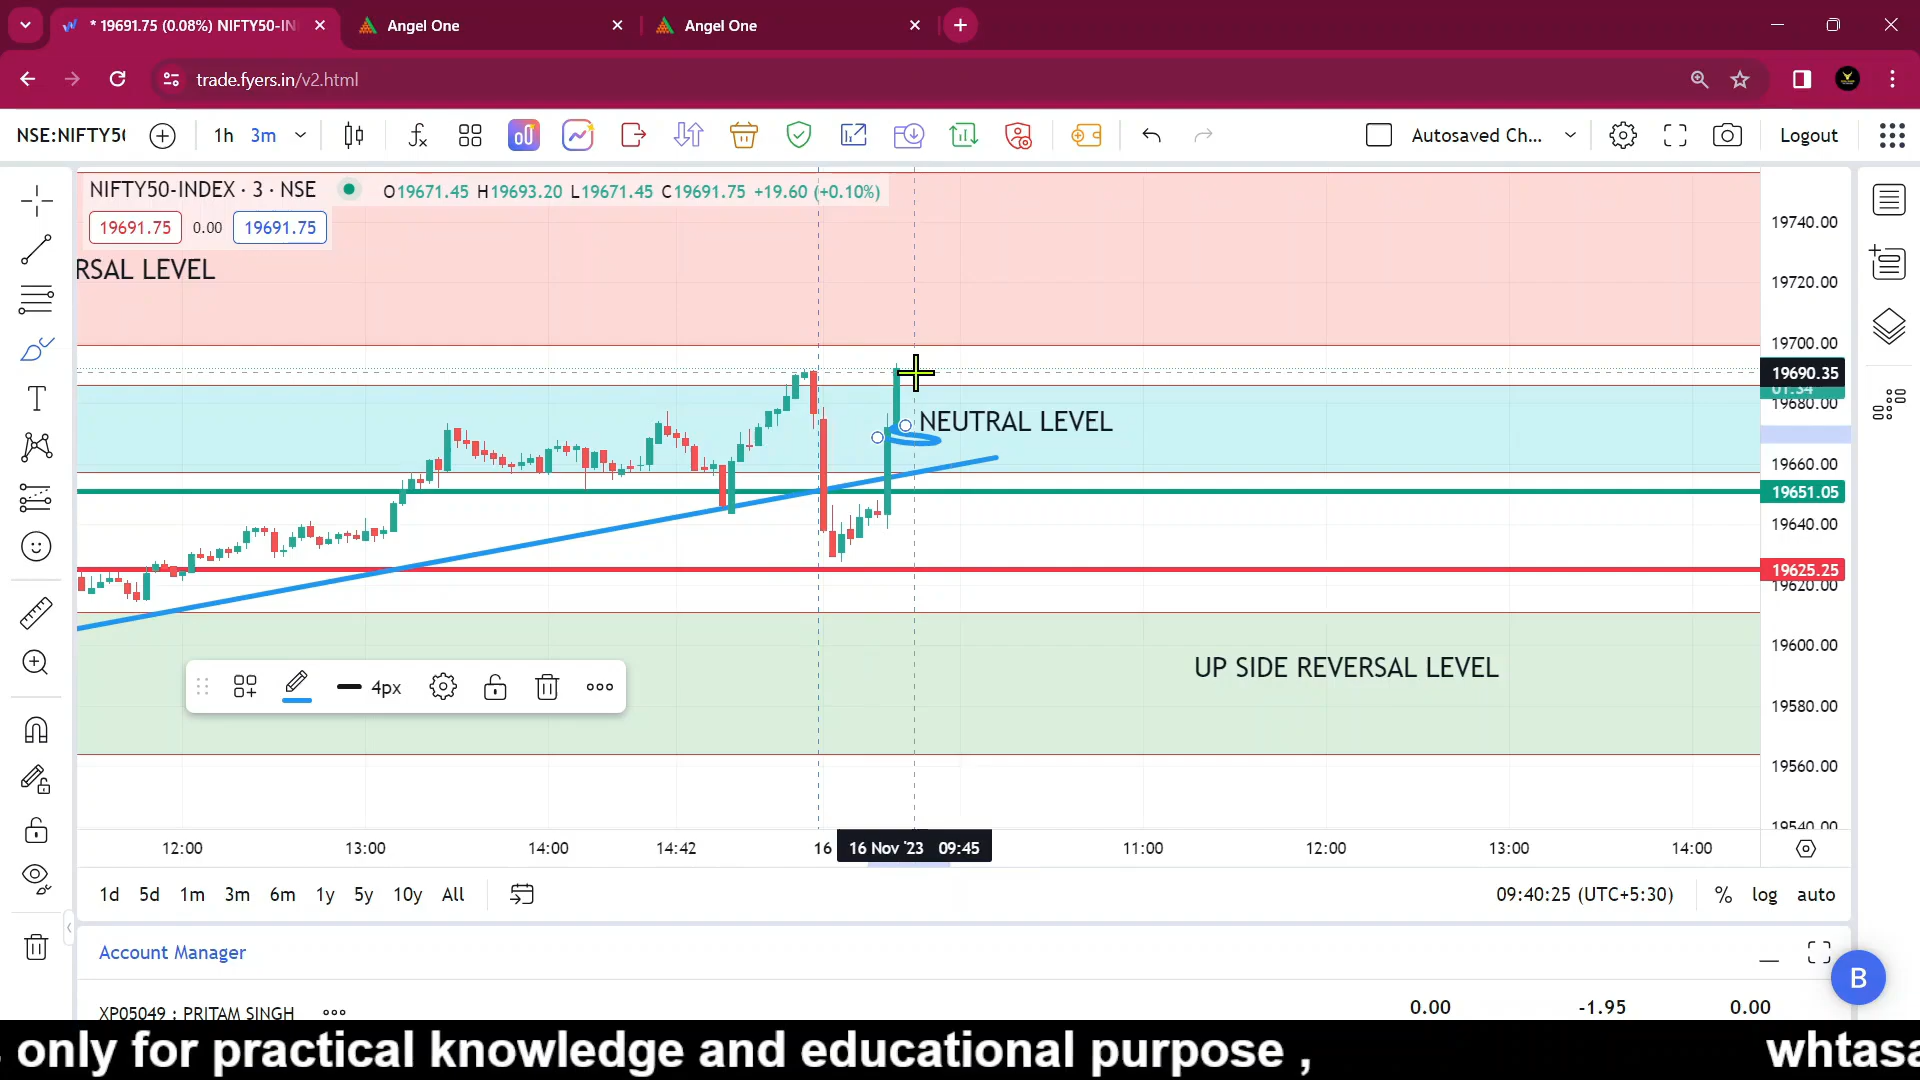 * 19691.75 (0.08%) NIFTY50-IN
Angel One
Angel One
trade.fyers.in/v2.html
NSE:NIFTY50
1h
3m
Autosaved Ch...
Logout
NIFTY50-INDEX · 3 · NSE
O19671.45 H19693.20 L19671.45 C19691.75 +19.60 (+0.10%)
19691.75
0.00
19691.75
RSAL LEVEL
NEUTRAL LEVEL
UP SIDE REVERSAL LEVEL
19740.00
19720.00
19700.00
19690.35
01:34
19680.00
19660.00
19651.05
19640.00
19625.25
19620.00
19600.00
19580.00
19560.00
19540.00
4px
12:00
13:00
14:00
14:42
16
16 Nov '23 09:45
11:00
12:00
13:00
14:00
1d
5d
1m
3m
6m
1y
5y
10y
All
09:40:25 (UTC+5:30)
%
log
auto
Account Manager
B
XP05049 : PRITAM SINGH
0.00
-1.95
0.00
, only for practical knowledge and educational purpose ,
whtasa